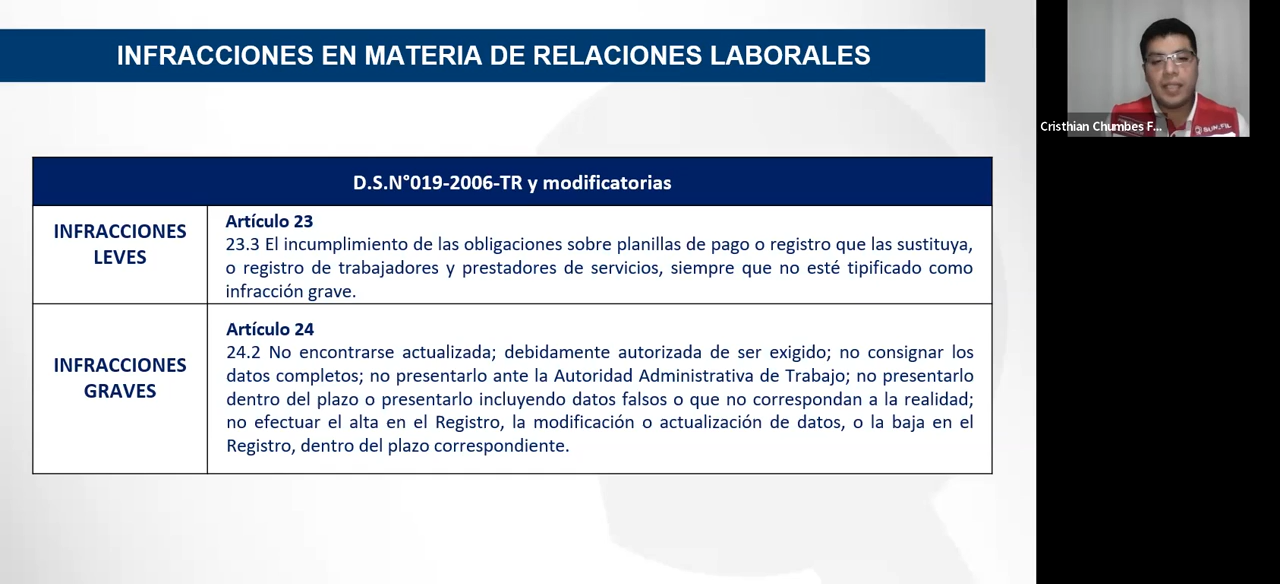 INFRACCIONES EN MATERIA DE RELACIONES LABORALES
Cristhian Chumbes F...
SUNAFIL
D.S.N°019-2006-TR y modificatorias
INFRACCIONES
LEVES
Artículo 23
23.3 El incumplimiento de las obligaciones sobre planillas de pago o registro que las sustituya,
o registro de trabajadores y prestadores de servicios, siempre que no esté tipificado como
infracción grave.
INFRACCIONES
GRAVES
Artículo 24
24.2 No encontrarse actualizada; debidamente autorizada de ser exigido; no consignar los
datos completos; no presentarlo ante la Autoridad Administrativa de Trabajo; no presentarlo
dentro del plazo o presentarlo incluyendo datos falsos o que no correspondan a la realidad;
no efectuar el alta en el Registro, la modificación o actualización de datos, o la baja en el
Registro, dentro del plazo correspondiente.